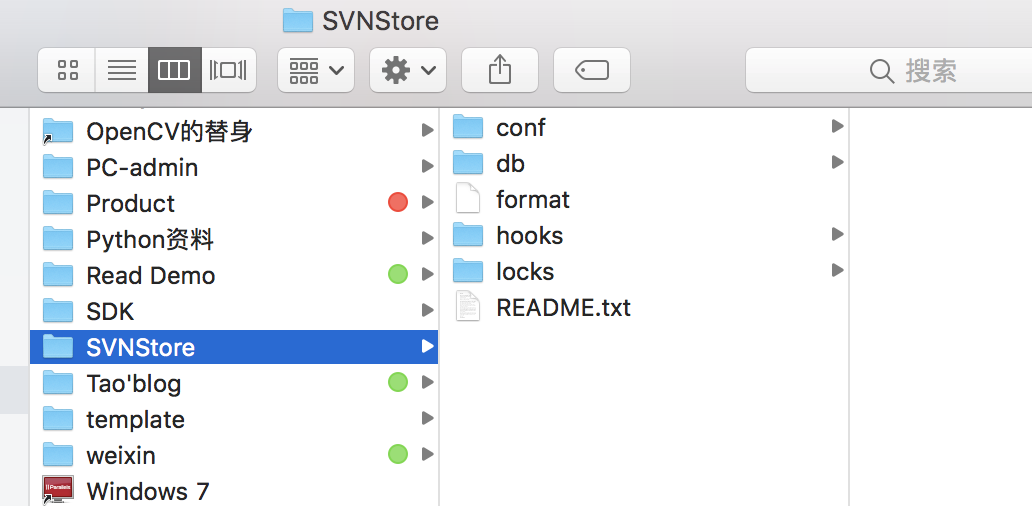 SVNStore
搜索
OpenCV的替身
PC-admin
Product
Python资料
Read Demo
SDK
SVNStore
Tao'blog
template
weixin
Parallels
Windows 7
conf
db
format
hooks
locks
README.txt